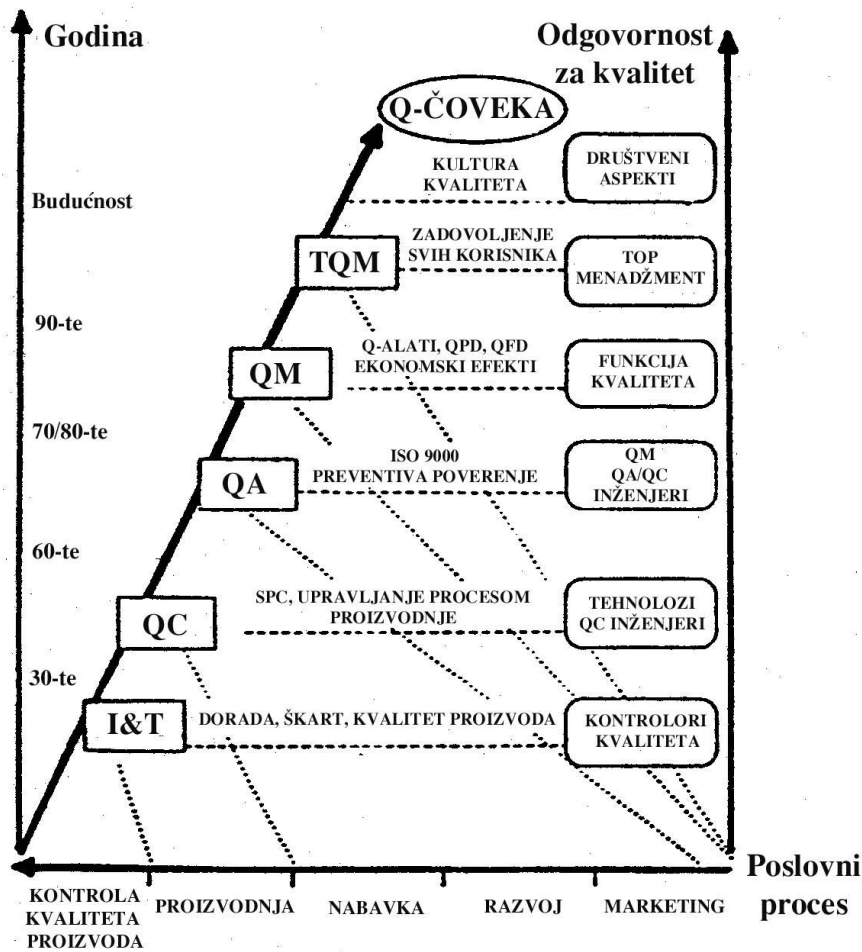 Godina
Odgovornost
za kvalitet
Q-ČOVEKA
KULTURA
KVALITETA
DRUŠTVENI
ASPEKTI
Budućnost
TQM
ZADOVOLJENJE
SVIH KORISNIKA
TOP
MENADŽMENT
90-te
QM
Q-ALATI, QPD, QFD
EKONOMSKI EFEKTI
FUNKCIJA
KVALITETA
70/80-te
QA
ISO 9000
PREVENTIVA POVERENJE
QM
QA/QC
INŽENJERI
60-te
QC
SPC, UPRAVLJANJE PROCESOM
PROIZVODNJE
TEHNOLOZI
QC INŽENJERI
30-te
I&T
DORADA, ŠKART, KVALITET PROIZVODA
KONTROLORI
KVALITETA
Poslovni
proces
KONTROLA
KVALITETA
PROIZVODA
PROIZVODNJA
NABAVKA
RAZVOJ
MARKETING